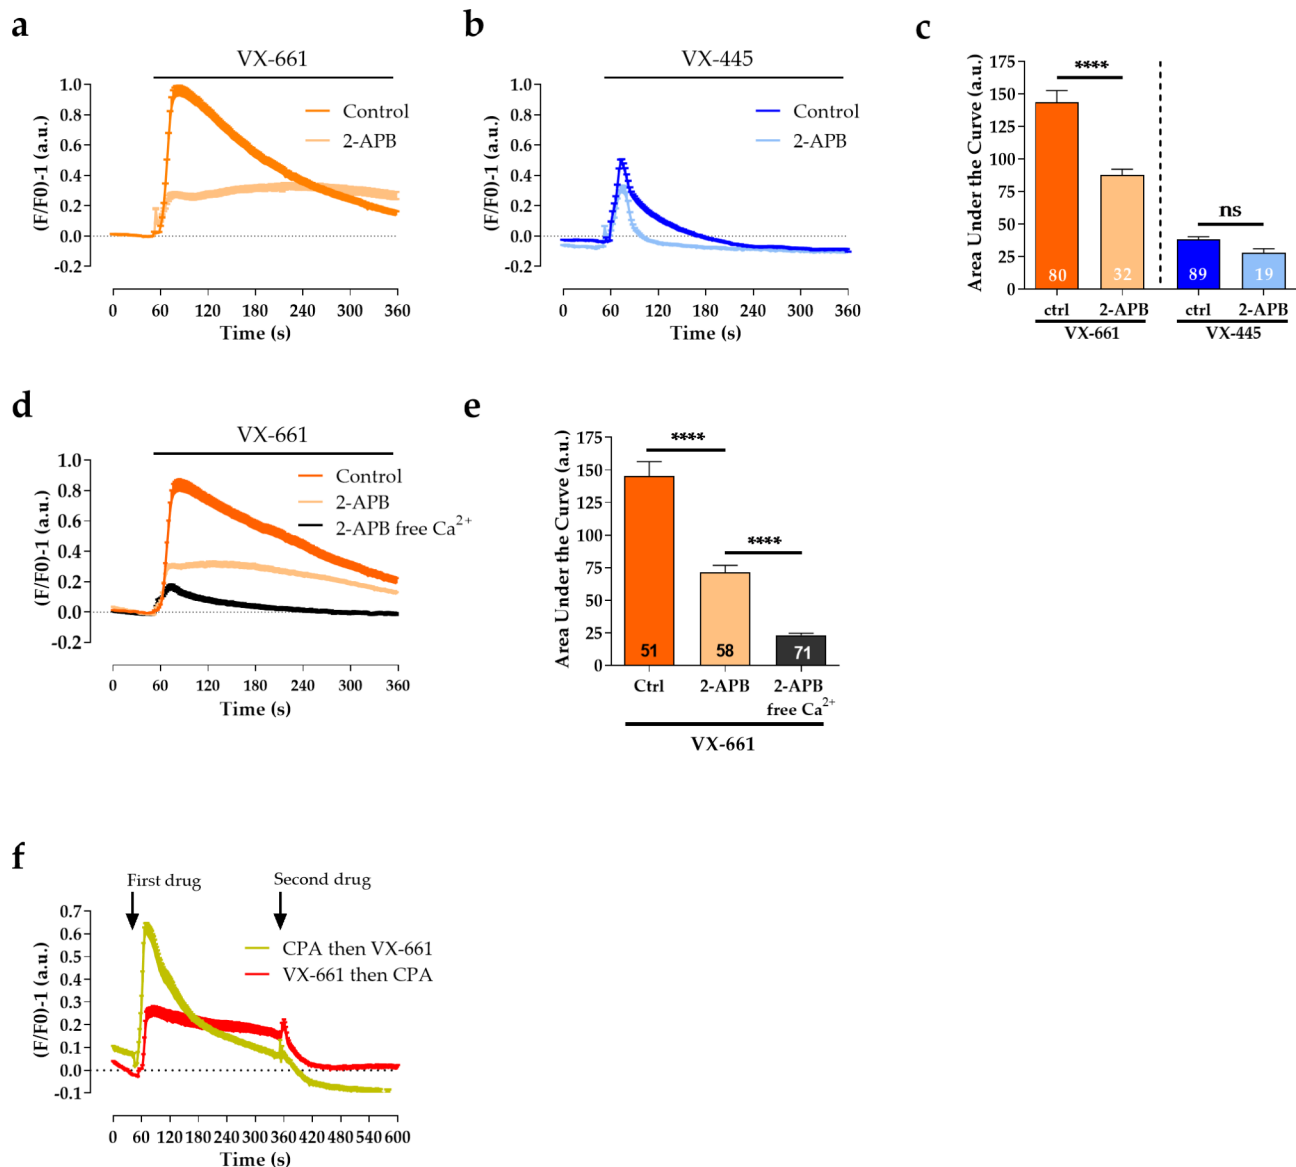 a
VX-661
1.0
0.8
0.6
0.4
0.2
0.0
-0.2
(F/F0)-1 (a.u.)
Control
2-APB
0 60 120 180 240 300 360
Time (s)
b
VX-445
1.0
0.8
0.6
0.4
0.2
0.0
-0.2
(F/F0)-1 (a.u.)
Control
2-APB
0 60 120 180 240 300 360
Time (s)
c
175
150
125
100
75
50
25
0
Area Under the Curve (a.u.)
****
ns
80 32 89 19
ctrl 2-APB ctrl 2-APB
VX-661 VX-445
d
VX-661
1.0
0.8
0.6
0.4
0.2
0.0
-0.2
(F/F0)-1 (a.u.)
Control
2-APB
2-APB free Ca²⁺
0 60 120 180 240 300 360
Time (s)
e
175
150
125
100
75
50
25
0
Area Under the Curve (a.u.)
****
****
51 58 71
Ctrl 2-APB 2-APB
free Ca²⁺
VX-661
f
First drug Second drug
0.7
0.6
0.5
0.4
0.3
0.2
0.1
0.0
-0.1
(F/F0)-1 (a.u.)
CPA then VX-661
VX-661 then CPA
0 60 120 180 240 300 360 420 480 540 600
Time (s)